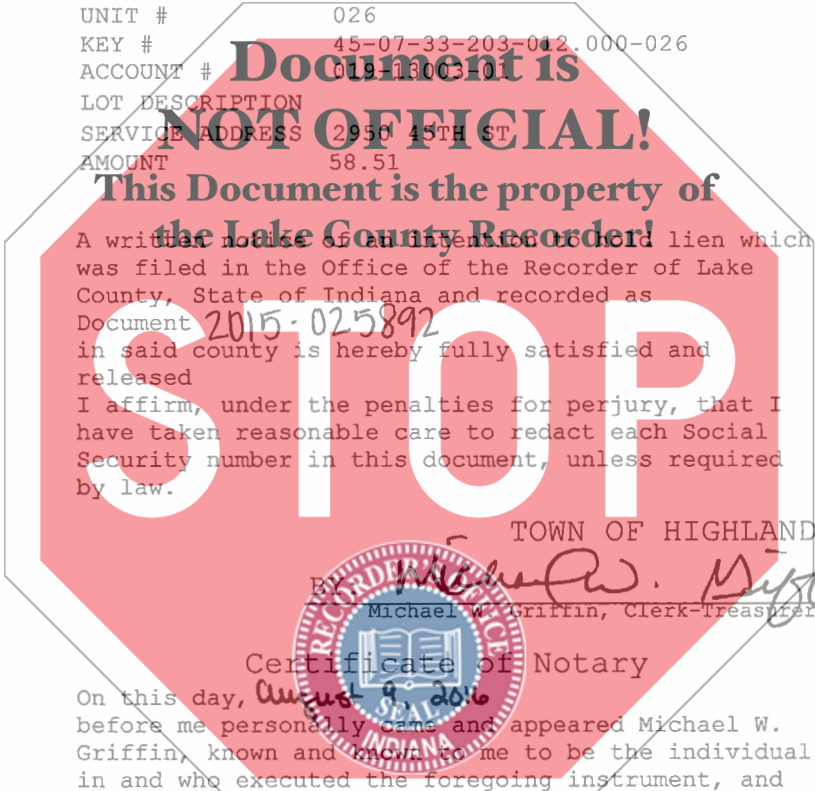 UNIT # 026
KEY # 45-07-33-203-012.000-026
ACCOUNT # 019-13003-01
LOT DESCRIPTION
SERVICE ADDRESS 2950 45TH ST
AMOUNT 58.51
Document is
NOT OFFICIAL!
This Document is the property of
the Lake County Recorder!
A written notice of an intention to hold lien which
was filed in the Office of the Recorder of Lake
County, State of Indiana and recorded as
Document 2015-025892
in said county is hereby fully satisfied and
released
I affirm, under the penalties for perjury, that I
have taken reasonable care to redact each Social
Security number in this document, unless required
by law.
STOP
TOWN OF HIGHLAND
BY: Michael W. Griffin
Michael W Griffin, Clerk-Treasurer
RECORDER'S OFFICE
SEAL
INDIANA
Certificate of Notary
On this day, August 9, 2016
before me personally came and appeared Michael W.
Griffin, known and known to me to be the individual
in and who executed the foregoing instrument, and